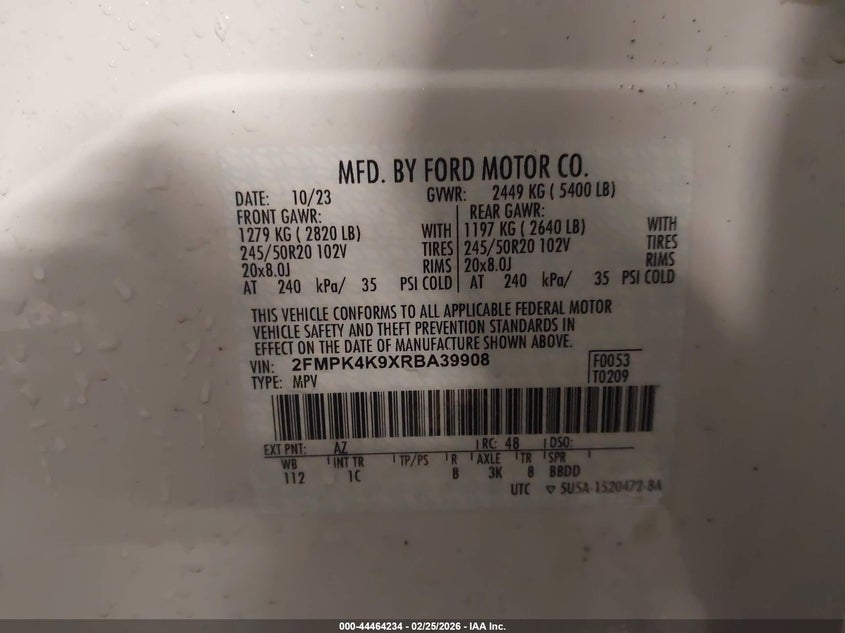 MFD. BY FORD MOTOR CO.
DATE: 10/23 GVWR: 2449 KG ( 5400 LB)
FRONT GAWR: REAR GAWR:
1279 KG ( 2820 LB) WITH 1197 KG ( 2640 LB) WITH
245/50R20 102V TIRES 245/50R20 102V TIRES
20x8.0J RIMS 20x8.0J RIMS
AT 240 kPa/ 35 PSI COLD AT 240 kPa/ 35 PSI COLD
THIS VEHICLE CONFORMS TO ALL APPLICABLE FEDERAL MOTOR
VEHICLE SAFETY AND THEFT PREVENTION STANDARDS IN
EFFECT ON THE DATE OF MANUFACTURE SHOWN ABOVE.
VIN: 2FMPK4K9XRBA39908 F0053
TYPE: MPV T0209
EXT PNT: AZ RC: 48 DSO:
WB INT TR TP/PS R AXLE TR SPR
112 1C B 3K 8 BBDD
UTC ▽ SU5A-1520472-BA
000-44464234 - 02/25/2026 - IAA Inc.